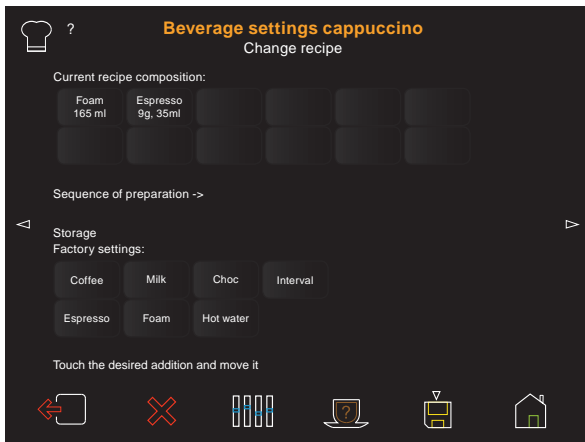 ?
Beverage settings cappuccino
Change recipe
Current recipe composition:
Foam
165 ml
Espresso
9g, 35ml
Sequence of preparation ->
Storage
Factory settings:
Coffee
Milk
Choc
Interval
Espresso
Foam
Hot water
Touch the desired addition and move it
?